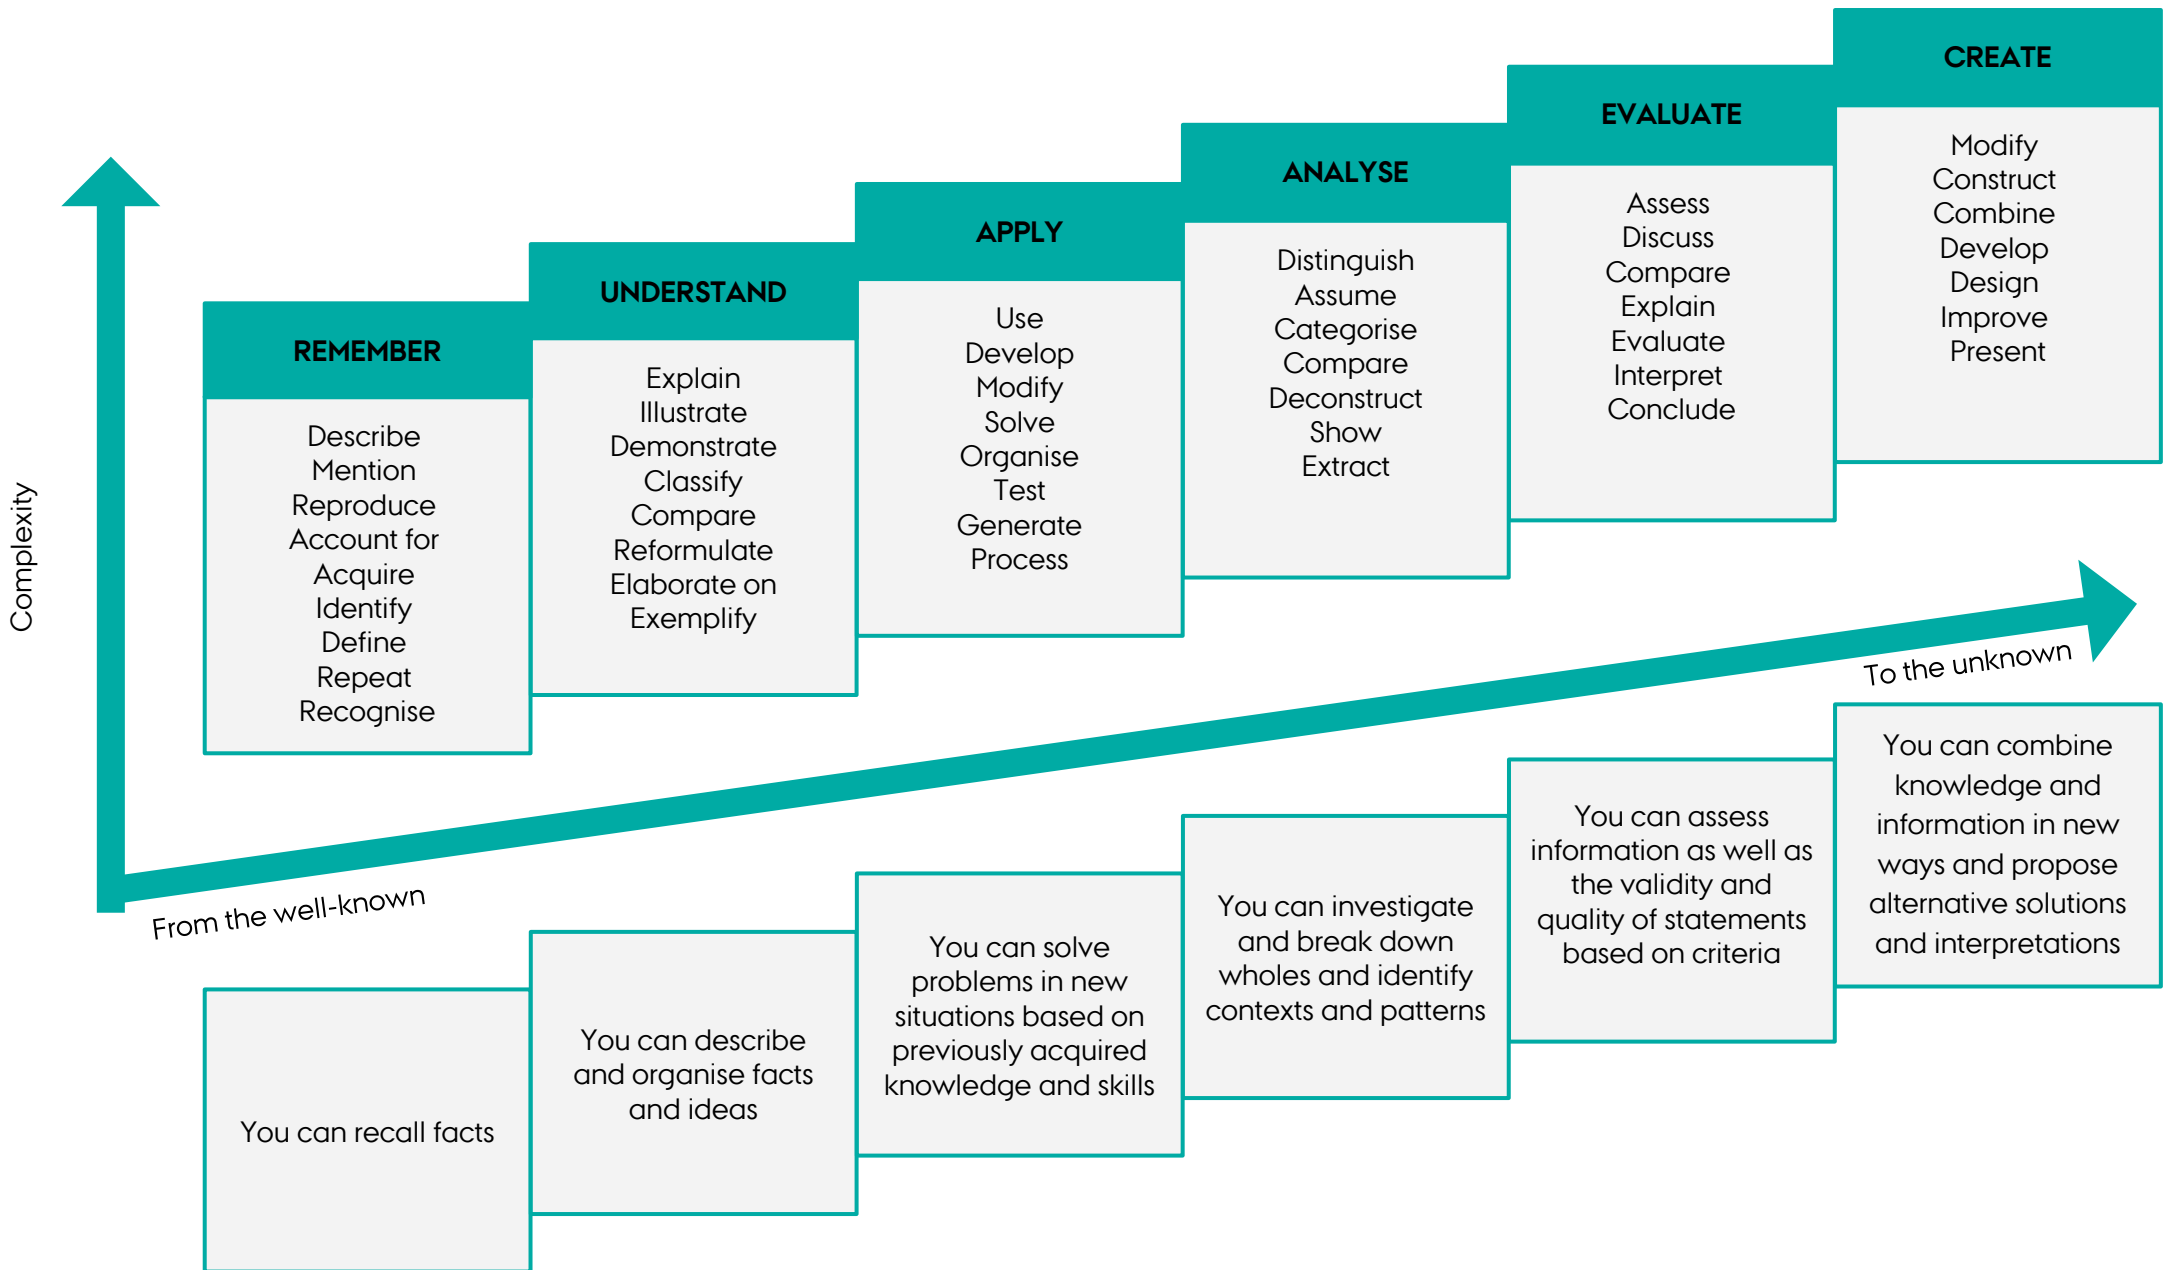 Complexity
REMEMBER
Describe
Mention
Reproduce
Account for
Acquire
Identify
Define
Repeat
Recognise
UNDERSTAND
Explain
Illustrate
Demonstrate
Classify
Compare
Reformulate
Elaborate on
Exemplify
APPLY
Use
Develop
Modify
Solve
Organise
Test
Generate
Process
ANALYSE
Distinguish
Assume
Categorise
Compare
Deconstruct
Show
Extract
EVALUATE
Assess
Discuss
Compare
Explain
Evaluate
Interpret
Conclude
CREATE
Modify
Construct
Combine
Develop
Design
Improve
Present
From the well-known
To the unknown
You can recall facts
You can describe
and organise facts
and ideas
You can solve
problems in new
situations based on
previously acquired
knowledge and skills
You can investigate
and break down
wholes and identify
contexts and patterns
You can assess
information as well as
the validity and
quality of statements
based on criteria
You can combine
knowledge and
information in new
ways and propose
alternative solutions
and interpretations